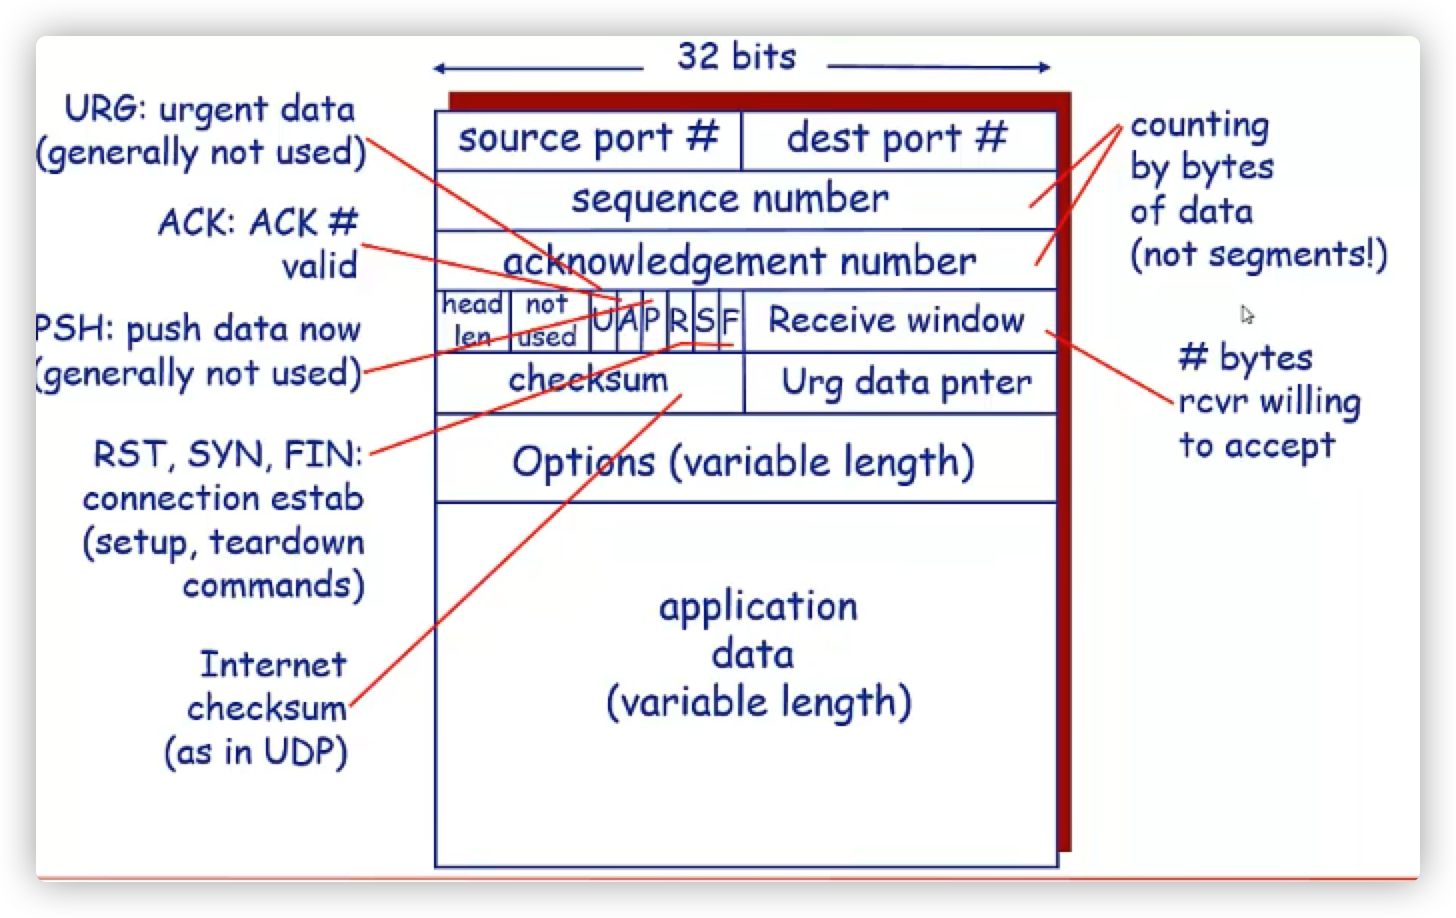 32 bits
URG: urgent data
(generally not used)
ACK: ACK #
valid
PSH: push data now
(generally not used)
RST, SYN, FIN:
connection estab
(setup, teardown
commands)
Internet
checksum
(as in UDP)
source port #
dest port #
sequence number
acknowledgement number
head
len
not
used
U
A
P
R
S
F
Receive window
checksum
Urg data pnter
Options (variable length)
application
data
(variable length)
counting
by bytes
of data
(not segments!)
# bytes
rcvr willing
to accept